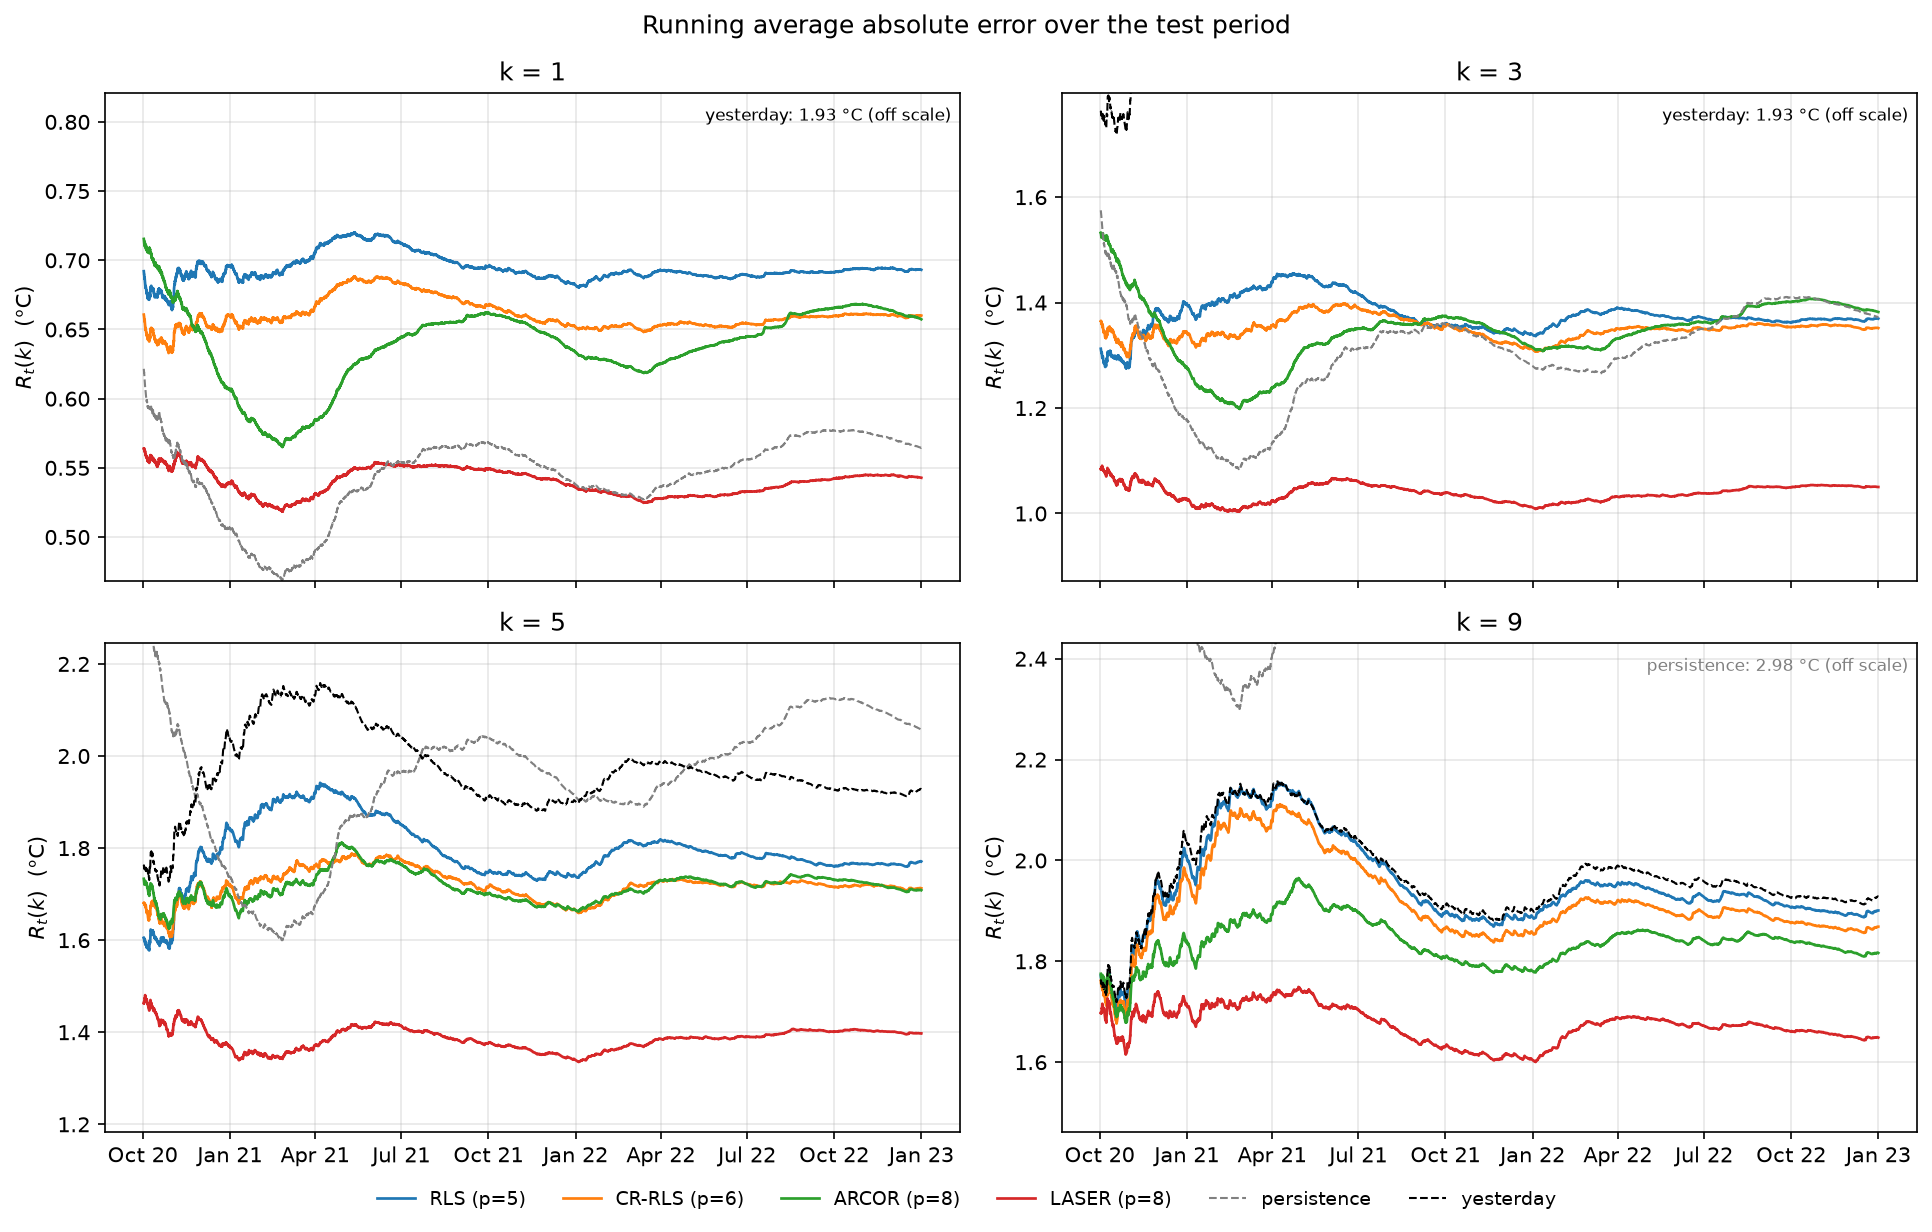 Running average absolute error over the test period
k = 1
yesterday: 1.93 °C (off scale)
0.80
0.75
0.70
0.65
0.60
0.55
0.50
Rₜ(k) (°C)
k = 3
yesterday: 1.93 °C (off scale)
1.6
1.4
1.2
1.0
Rₜ(k) (°C)
k = 5
2.2
2.0
1.8
1.6
1.4
1.2
Rₜ(k) (°C)
Oct 20 Jan 21 Apr 21 Jul 21 Oct 21 Jan 22 Apr 22 Jul 22 Oct 22 Jan 23
k = 9
persistence: 2.98 °C (off scale)
2.4
2.2
2.0
1.8
1.6
Rₜ(k) (°C)
Oct 20 Jan 21 Apr 21 Jul 21 Oct 21 Jan 22 Apr 22 Jul 22 Oct 22 Jan 23
RLS (p=5) CR-RLS (p=6) ARCOR (p=8) LASER (p=8) persistence yesterday